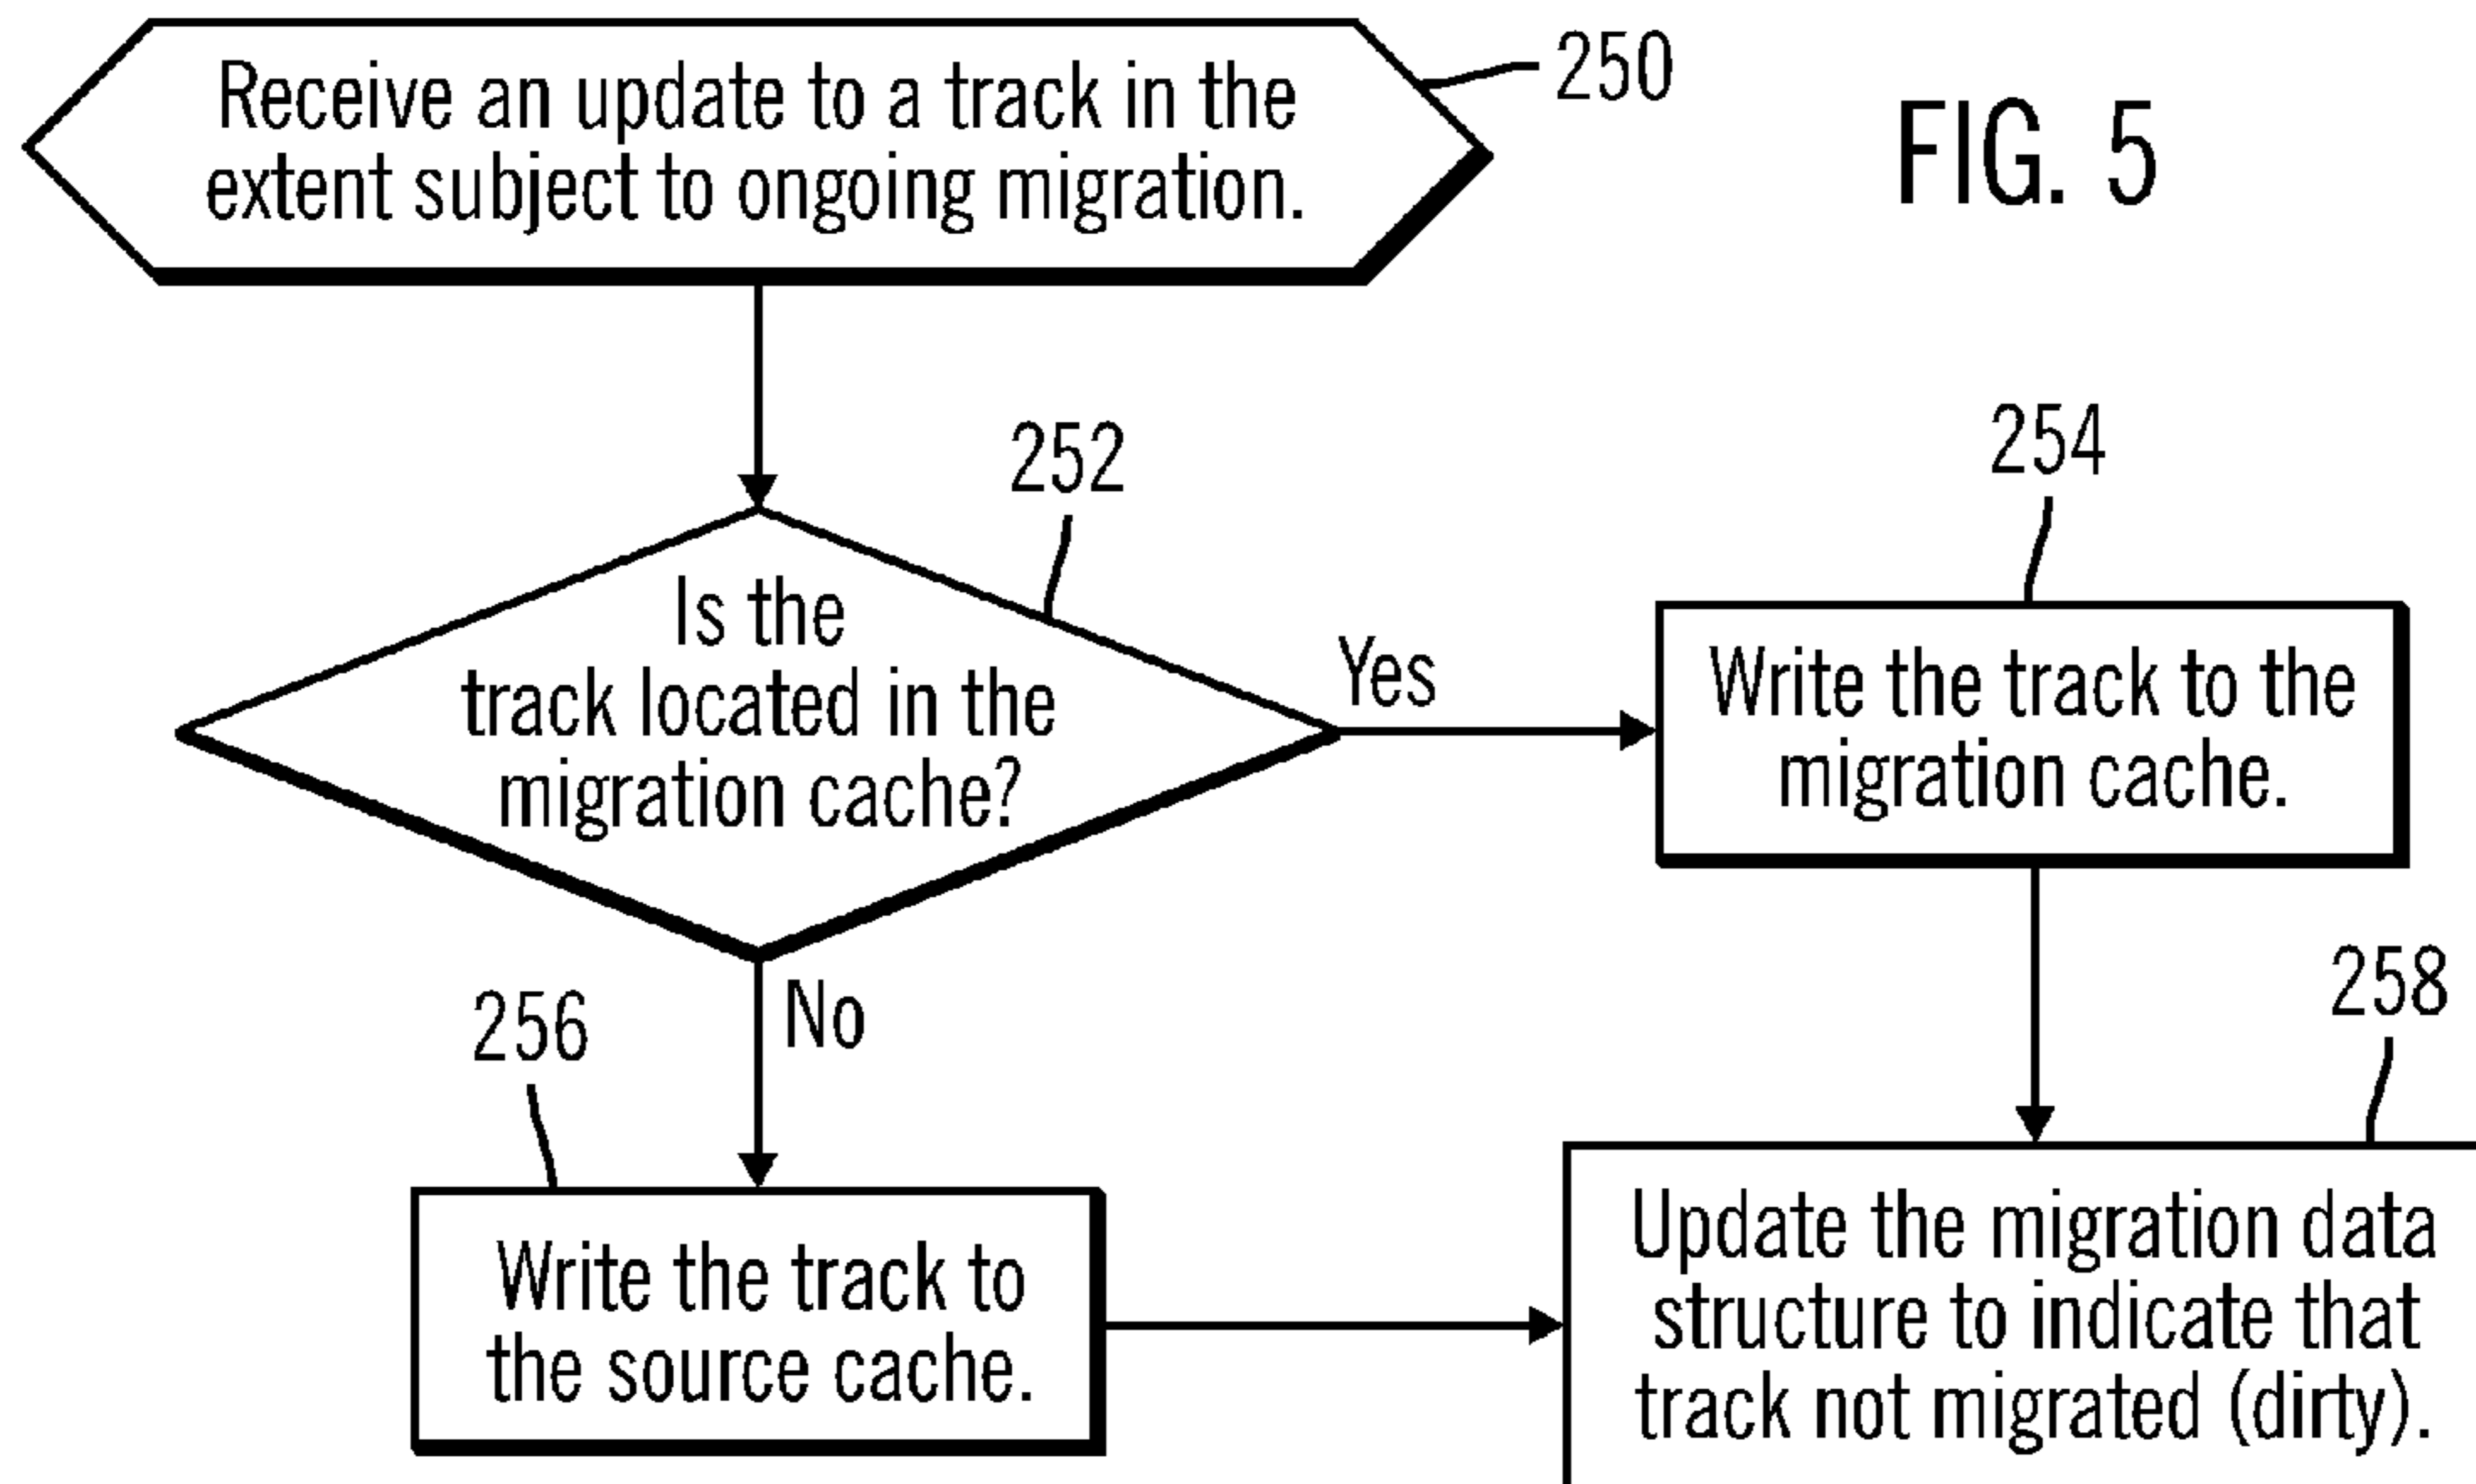 Receive an update to a track in the
extent subject to ongoing migration.
250
FIG. 5
252
Is the
track located in the
migration cache?
Yes
254
Write the track to the
migration cache.
No
256
Write the track to
the source cache.
258
Update the migration data
structure to indicate that
track not migrated (dirty).